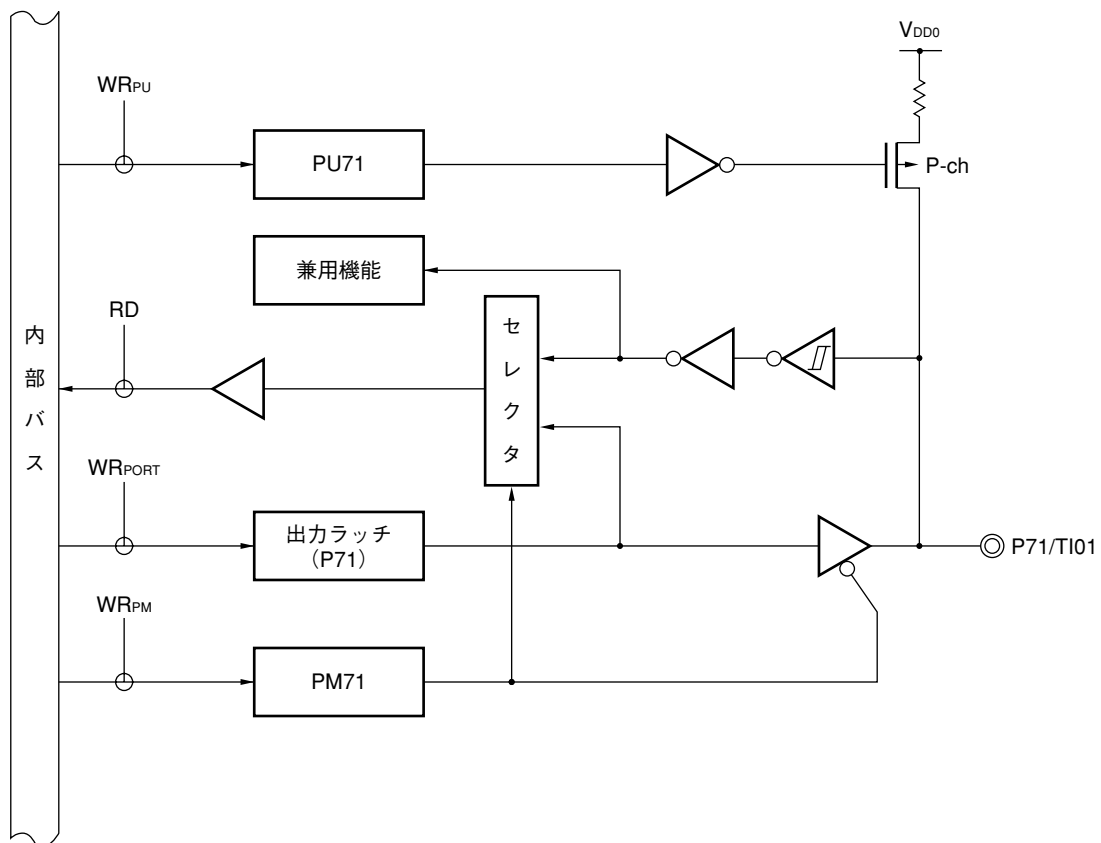 VDD0
WRPU
PU71
P-ch
兼用機能
RD
セレクタ
内部バス
WRPORT
出力ラッチ
(P71)
P71/TI01
WRPM
PM71